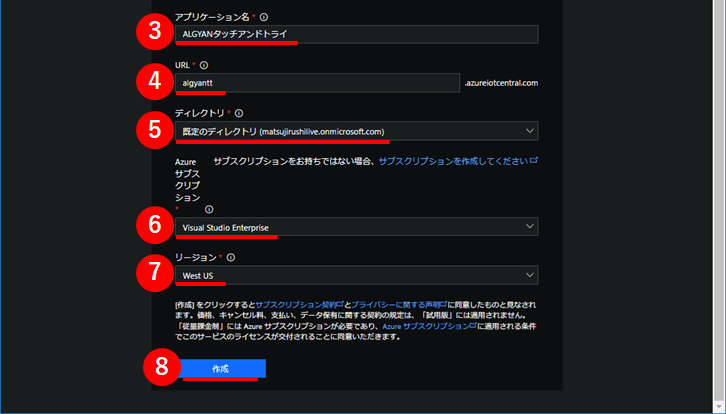 アプリケーション名 *
3 ALGYANタッチアンドトライ
URL *
4 algyantt .azureiotcentral.com
ディレクトリ *
5 既定のディレクトリ (matsujirushilive.onmicrosoft.com)
Azure サブスクリプションをお持ちではない場合、サブスクリプションを作成してください
サブス
クリプ
ション
*
6 Visual Studio Enterprise
リージョン *
7 West US
[作成] をクリックするとサブスクリプション契約とプライバシーに関する声明に同意したものと見なされ
ます。価格、キャンセル料、支払い、データ保有に関する契約の規定は、「試用版」には適用されません。
「従量課金制」には Azure サブスクリプションが必要であり、Azure サブスクリプションに適用される条件
でこのサービスのライセンスが交付されることに同意いただきます。
8 作成